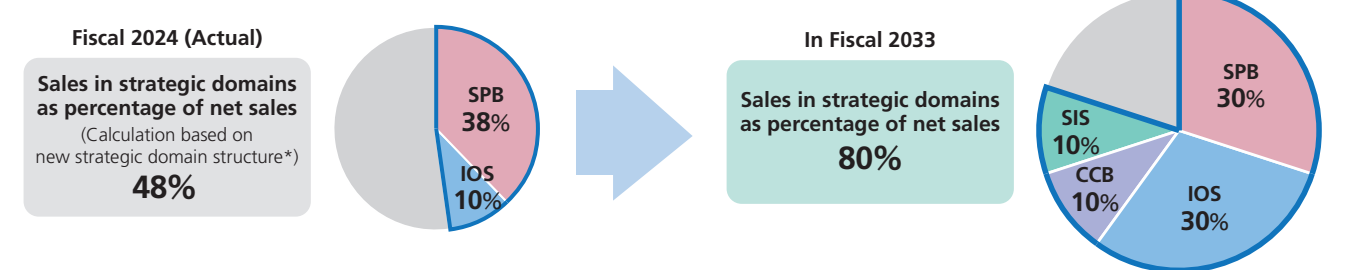 Fiscal 2024 (Actual)
Sales in strategic domains
as percentage of net sales
(Calculation based on
new strategic domain structure*)
48%
SPB
38%
IOS
10%
In Fiscal 2033
Sales in strategic domains
as percentage of net sales
80%
SPB
30%
IOS
30%
CCB
10%
SIS
10%